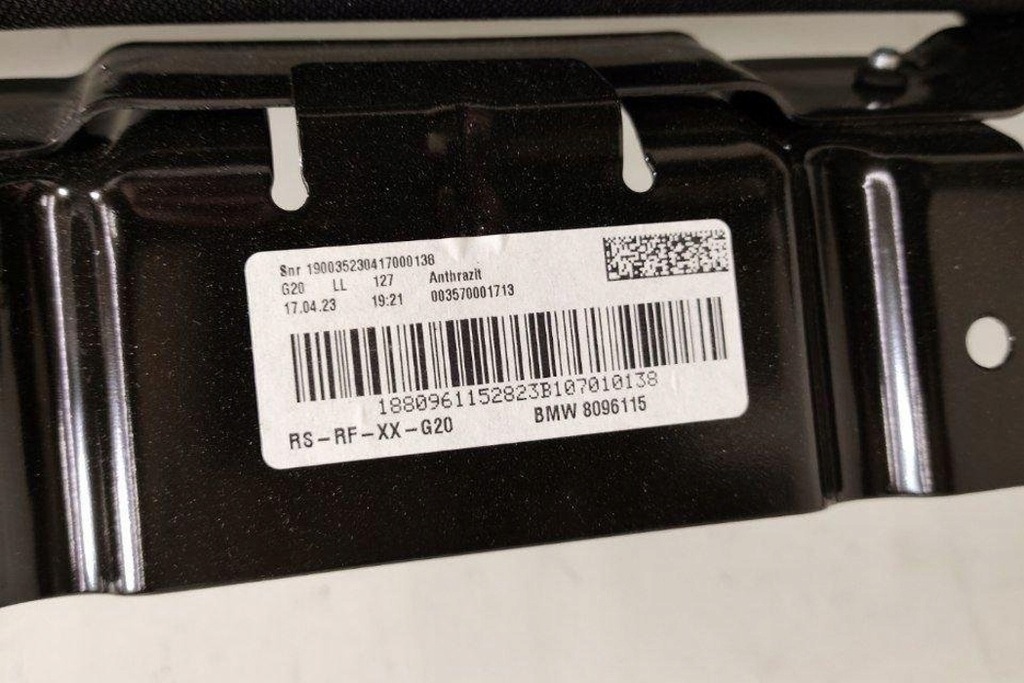 Snr 190035230417000138
G20 LL 127 Anthrazit
17.04.23 19:21 003570001713
1880961152823B107010138
RS-RF-XX-G20 BMW 8096115